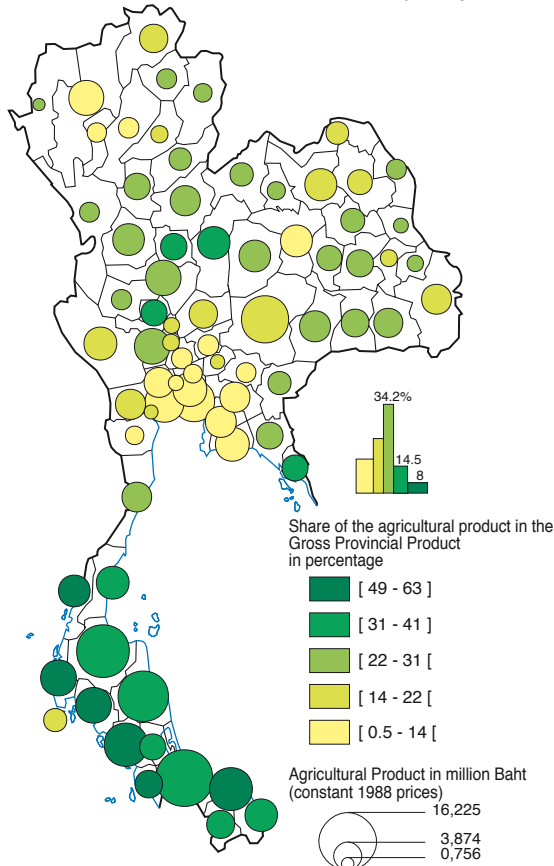 34.2%
14.5
8
Share of the agricultural product in the
Gross Provincial Product
in percentage
[ 49 - 63 ]
[ 31 - 41 ]
[ 22 - 31 [
[ 14 - 22 [
[ 0.5 - 14 [
Agricultural Product in million Baht
(constant 1988 prices)
16,225
3,874
0,756